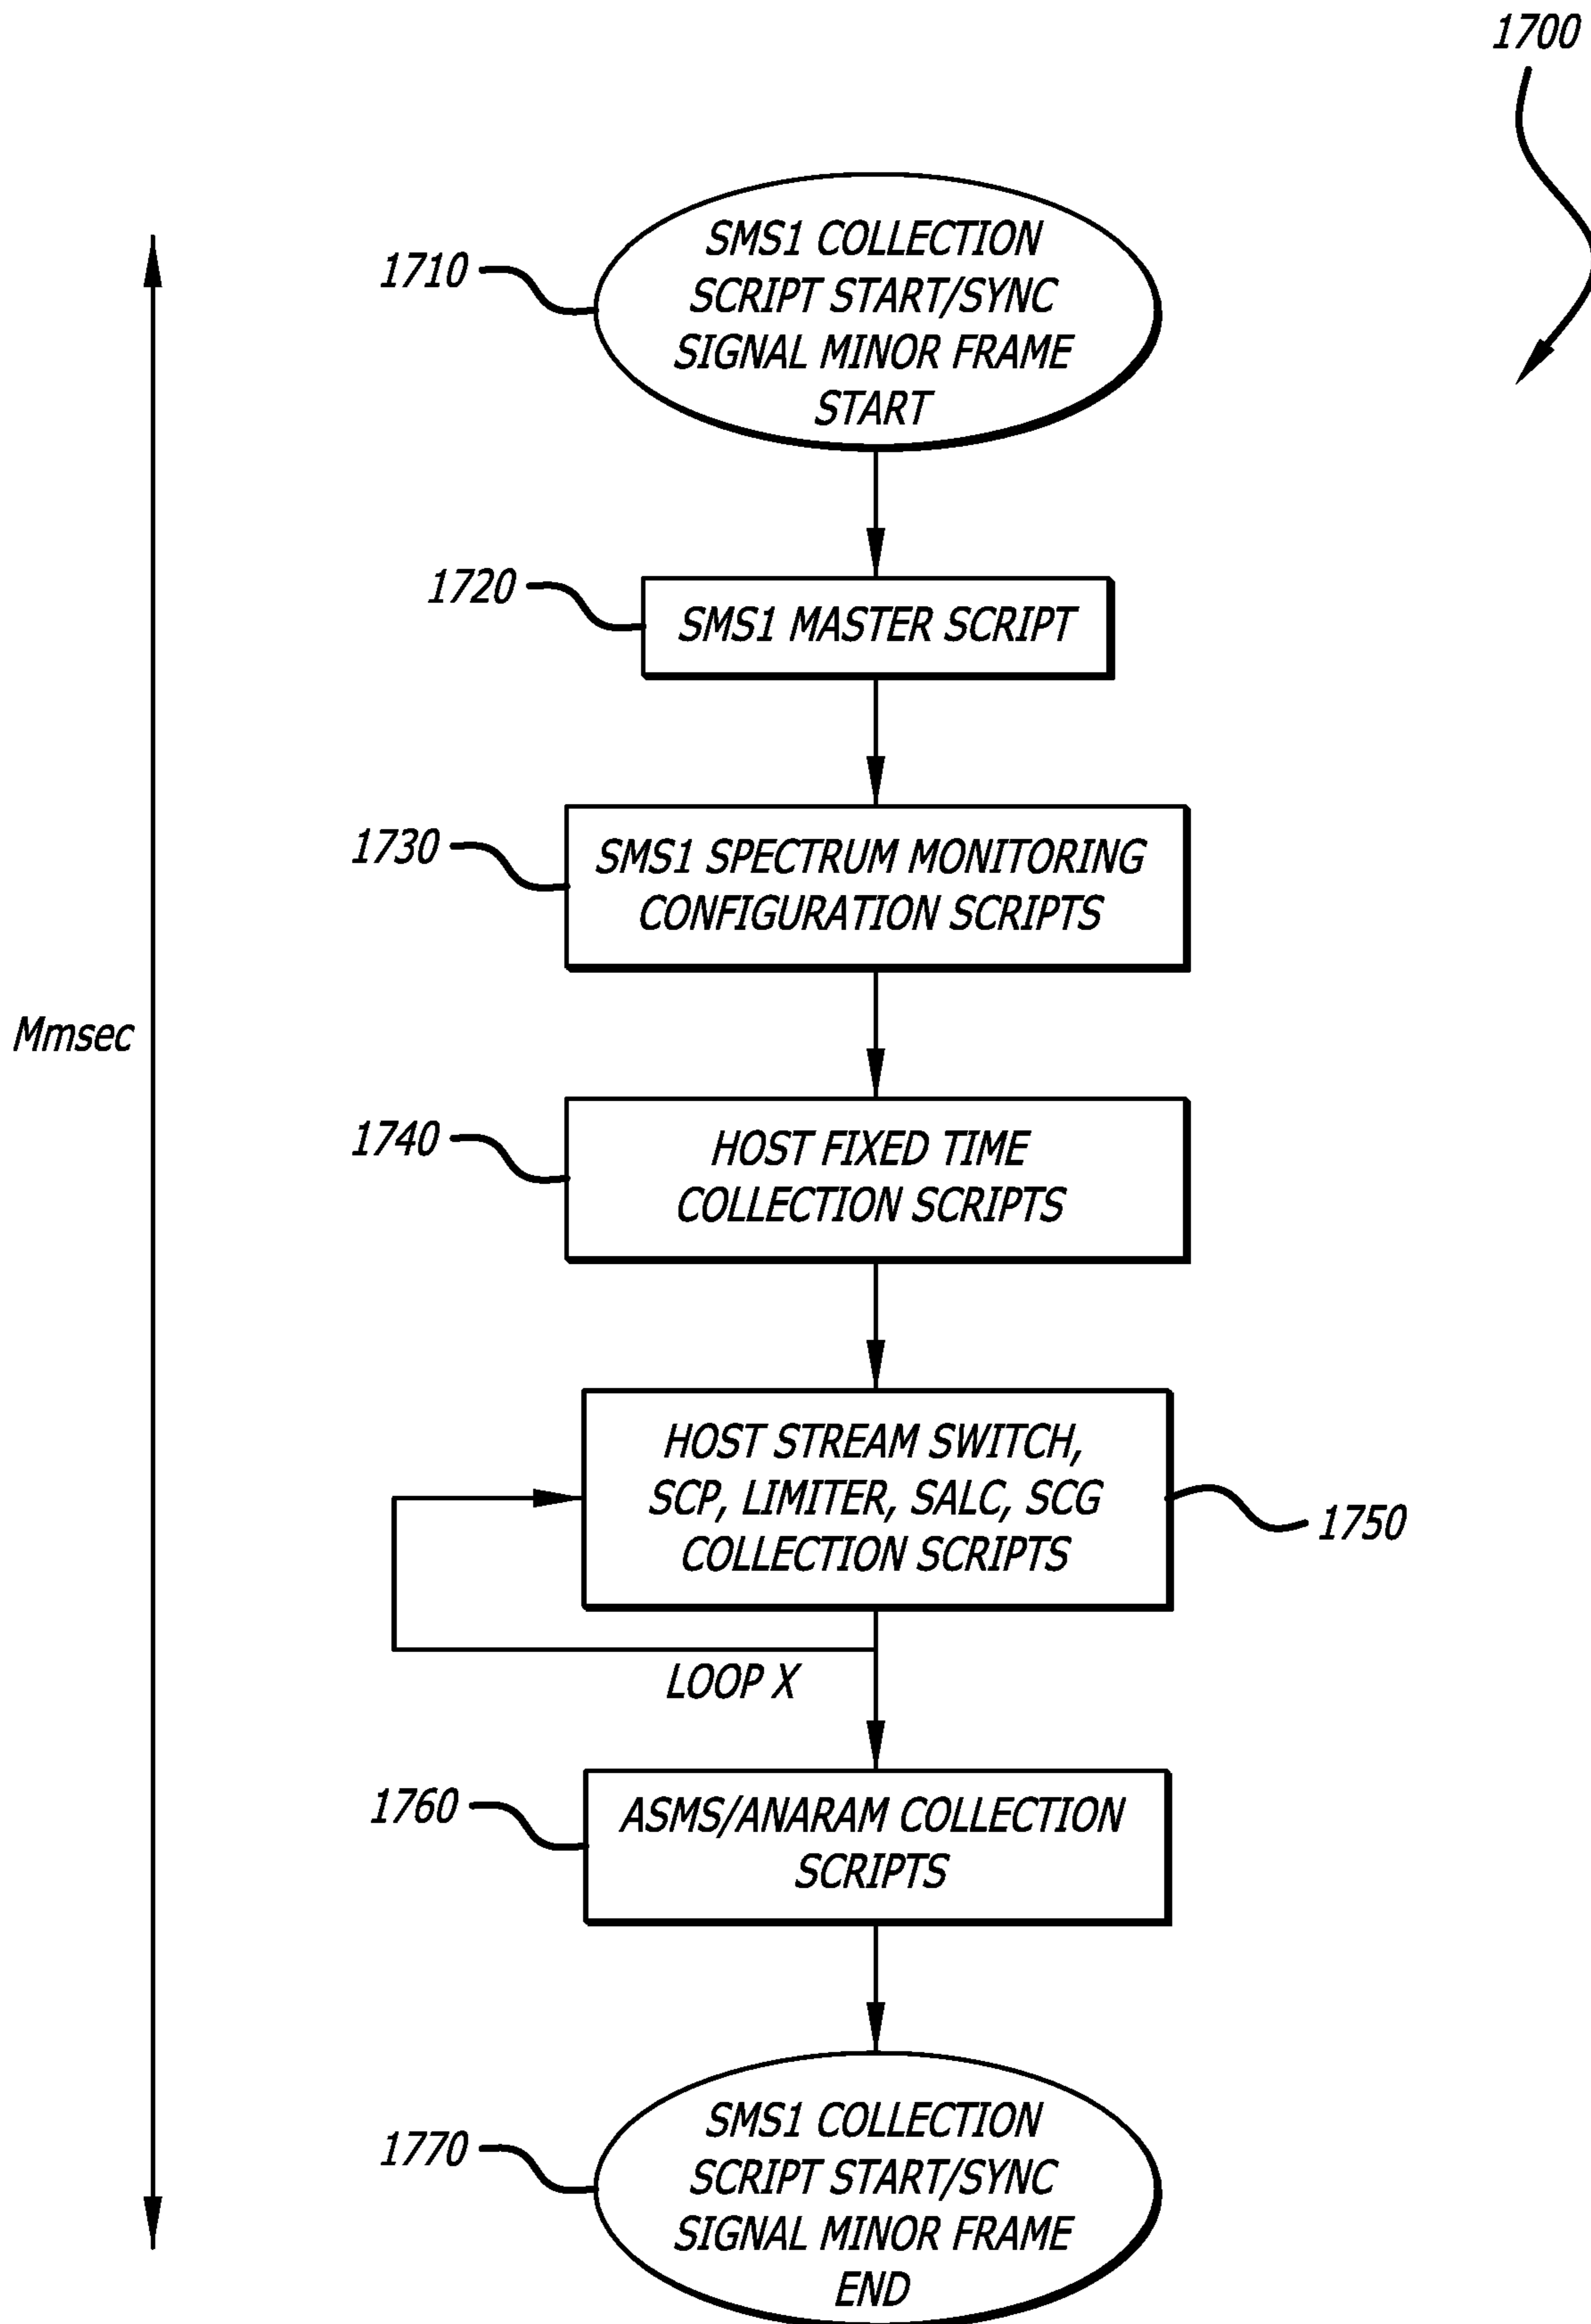 1700
SMS1 COLLECTION
SCRIPT START/SYNC
SIGNAL MINOR FRAME
START
1710
1720
SMS1 MASTER SCRIPT
1730
SMS1 SPECTRUM MONITORING
CONFIGURATION SCRIPTS
Mmsec
1740
HOST FIXED TIME
COLLECTION SCRIPTS
HOST STREAM SWITCH,
SCP, LIMITER, SALC, SCG
COLLECTION SCRIPTS
1750
LOOP X
1760
ASMS/ANARAM COLLECTION
SCRIPTS
1770
SMS1 COLLECTION
SCRIPT START/SYNC
SIGNAL MINOR FRAME
END